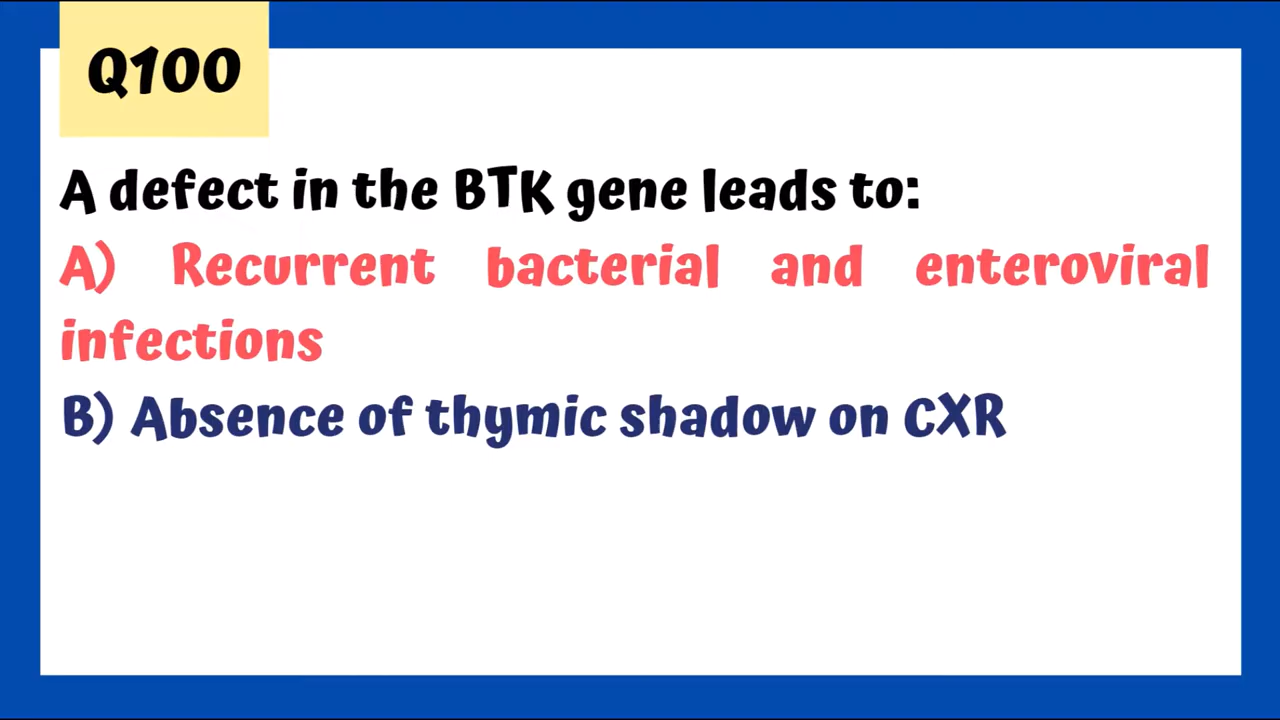 Q100
A defect in the BTK gene leads to:
A) Recurrent bacterial and enteroviral
infections
B) Absence of thymic shadow on CXR